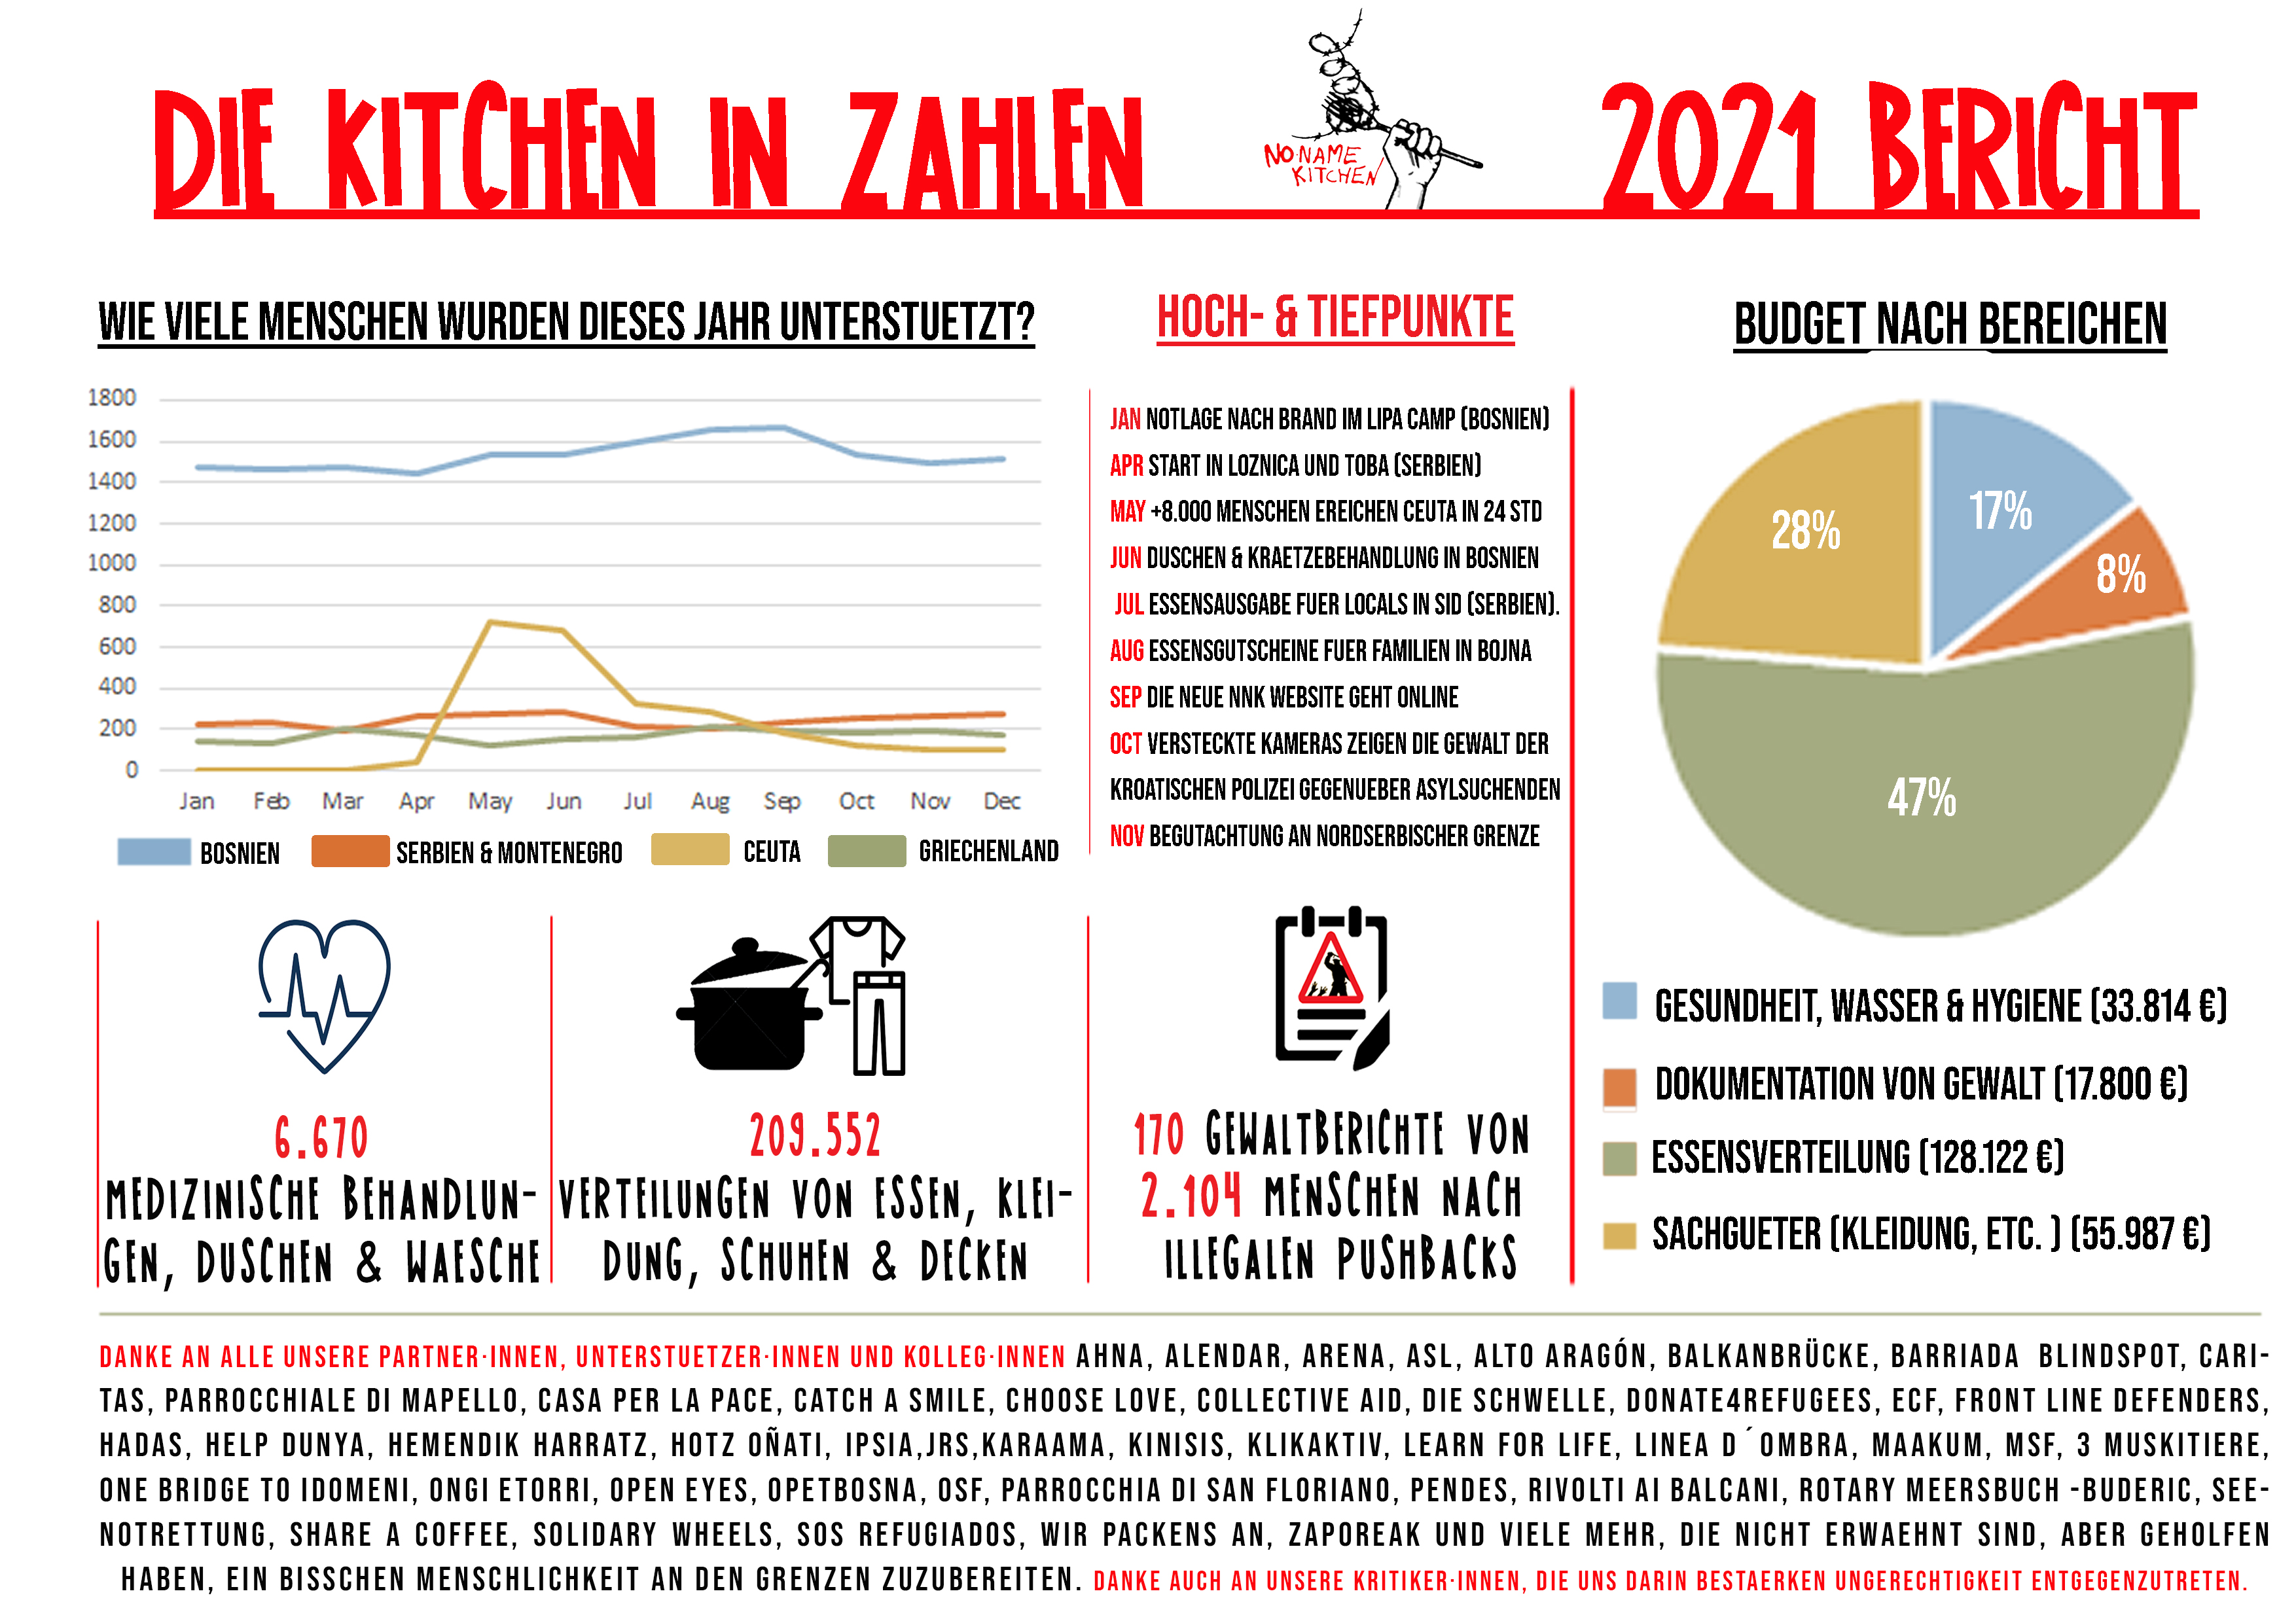 DIE KITCHEN IN ZAHLEN
NO NAME
KITCHEN
2021 BERICHT
WIE VIELE MENSCHEN WURDEN DIESES JAHR UNTERSTUETZT?
1800
1600
1400
1200
1000
800
600
400
200
0
Jan Feb Mar Apr May Jun Jul Aug Sep Oct Nov Dec
BOSNIEN SERBIEN & MONTENEGRO CEUTA GRIECHENLAND
HOCH- & TIEFPUNKTE
JAN NOTLAGE NACH BRAND IM LIPA CAMP (BOSNIEN)
APR START IN LOZNICA UND TOBA (SERBIEN)
MAY +8.000 MENSCHEN EREICHEN CEUTA IN 24 STD
JUN DUSCHEN & KRAETZEBEHANDLUNG IN BOSNIEN
JUL ESSENSAUSGABE FUER LOCALS IN SID (SERBIEN).
AUG ESSENSGUTSCHEINE FUER FAMILIEN IN BOJNA
SEP DIE NEUE NNK WEBSITE GEHT ONLINE
OCT VERSTECKTE KAMERAS ZEIGEN DIE GEWALT DER
KROATISCHEN POLIZEI GEGENUEBER ASYLSUCHENDEN
NOV BEGUTACHTUNG AN NORDSERBISCHER GRENZE
BUDGET NACH BEREICHEN
28%
17%
8%
47%
GESUNDHEIT, WASSER & HYGIENE (33.814 €)
DOKUMENTATION VON GEWALT (17.800 €)
ESSENSVERTEILUNG (128.122 €)
SACHGUETER (KLEIDUNG, ETC. ) (55.987 €)
6.670
MEDIZINISCHE BEHANDLUN-
GEN, DUSCHEN & WAESCHE
209.552
VERTEILUNGEN VON ESSEN, KLEI-
DUNG, SCHUHEN & DECKEN
170 GEWALTBERICHTE VON
2.104 MENSCHEN NACH
ILLEGALEN PUSHBACKS
DANKE AN ALLE UNSERE PARTNER·INNEN, UNTERSTUETZER·INNEN UND KOLLEG·INNEN AHNA, ALENDAR, ARENA, ASL, ALTO ARAGÓN, BALKANBRÜCKE, BARRIADA BLINDSPOT, CARI-
TAS, PARROCCHIALE DI MAPELLO, CASA PER LA PACE, CATCH A SMILE, CHOOSE LOVE, COLLECTIVE AID, DIE SCHWELLE, DONATE4REFUGEES, ECF, FRONT LINE DEFENDERS,
HADAS, HELP DUNYA, HEMENDIK HARRATZ, HOTZ OÑATI, IPSIA,JRS,KARAAMA, KINISIS, KLIKAKTIV, LEARN FOR LIFE, LINEA D´OMBRA, MAAKUM, MSF, 3 MUSKITIERE,
ONE BRIDGE TO IDOMENI, ONGI ETORRI, OPEN EYES, OPETBOSNA, OSF, PARROCCHIA DI SAN FLORIANO, PENDES, RIVOLTI AI BALCANI, ROTARY MEERSBUCH -BUDERIC, SEE-
NOTRETTUNG, SHARE A COFFEE, SOLIDARY WHEELS, SOS REFUGIADOS, WIR PACKENS AN, ZAPOREAK UND VIELE MEHR, DIE NICHT ERWAEHNT SIND, ABER GEHOLFEN
HABEN, EIN BISSCHEN MENSCHLICHKEIT AN DEN GRENZEN ZUZUBEREITEN. DANKE AUCH AN UNSERE KRITIKER·INNEN, DIE UNS DARIN BESTAERKEN UNGERECHTIGKEIT ENTGEGENZUTRETEN.